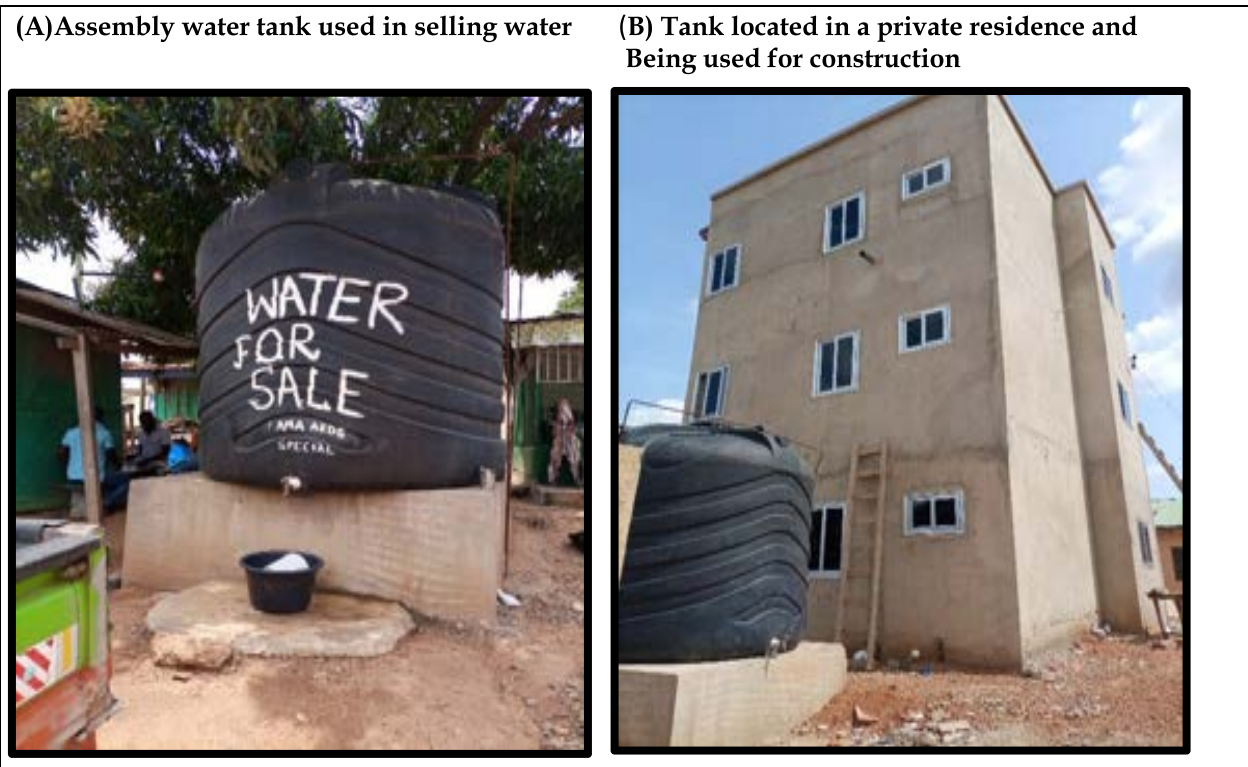 (A)Assembly water tank used in selling water
(B) Tank located in a private residence and
Being used for construction
WATER
FOR
SALE
SPECIAL